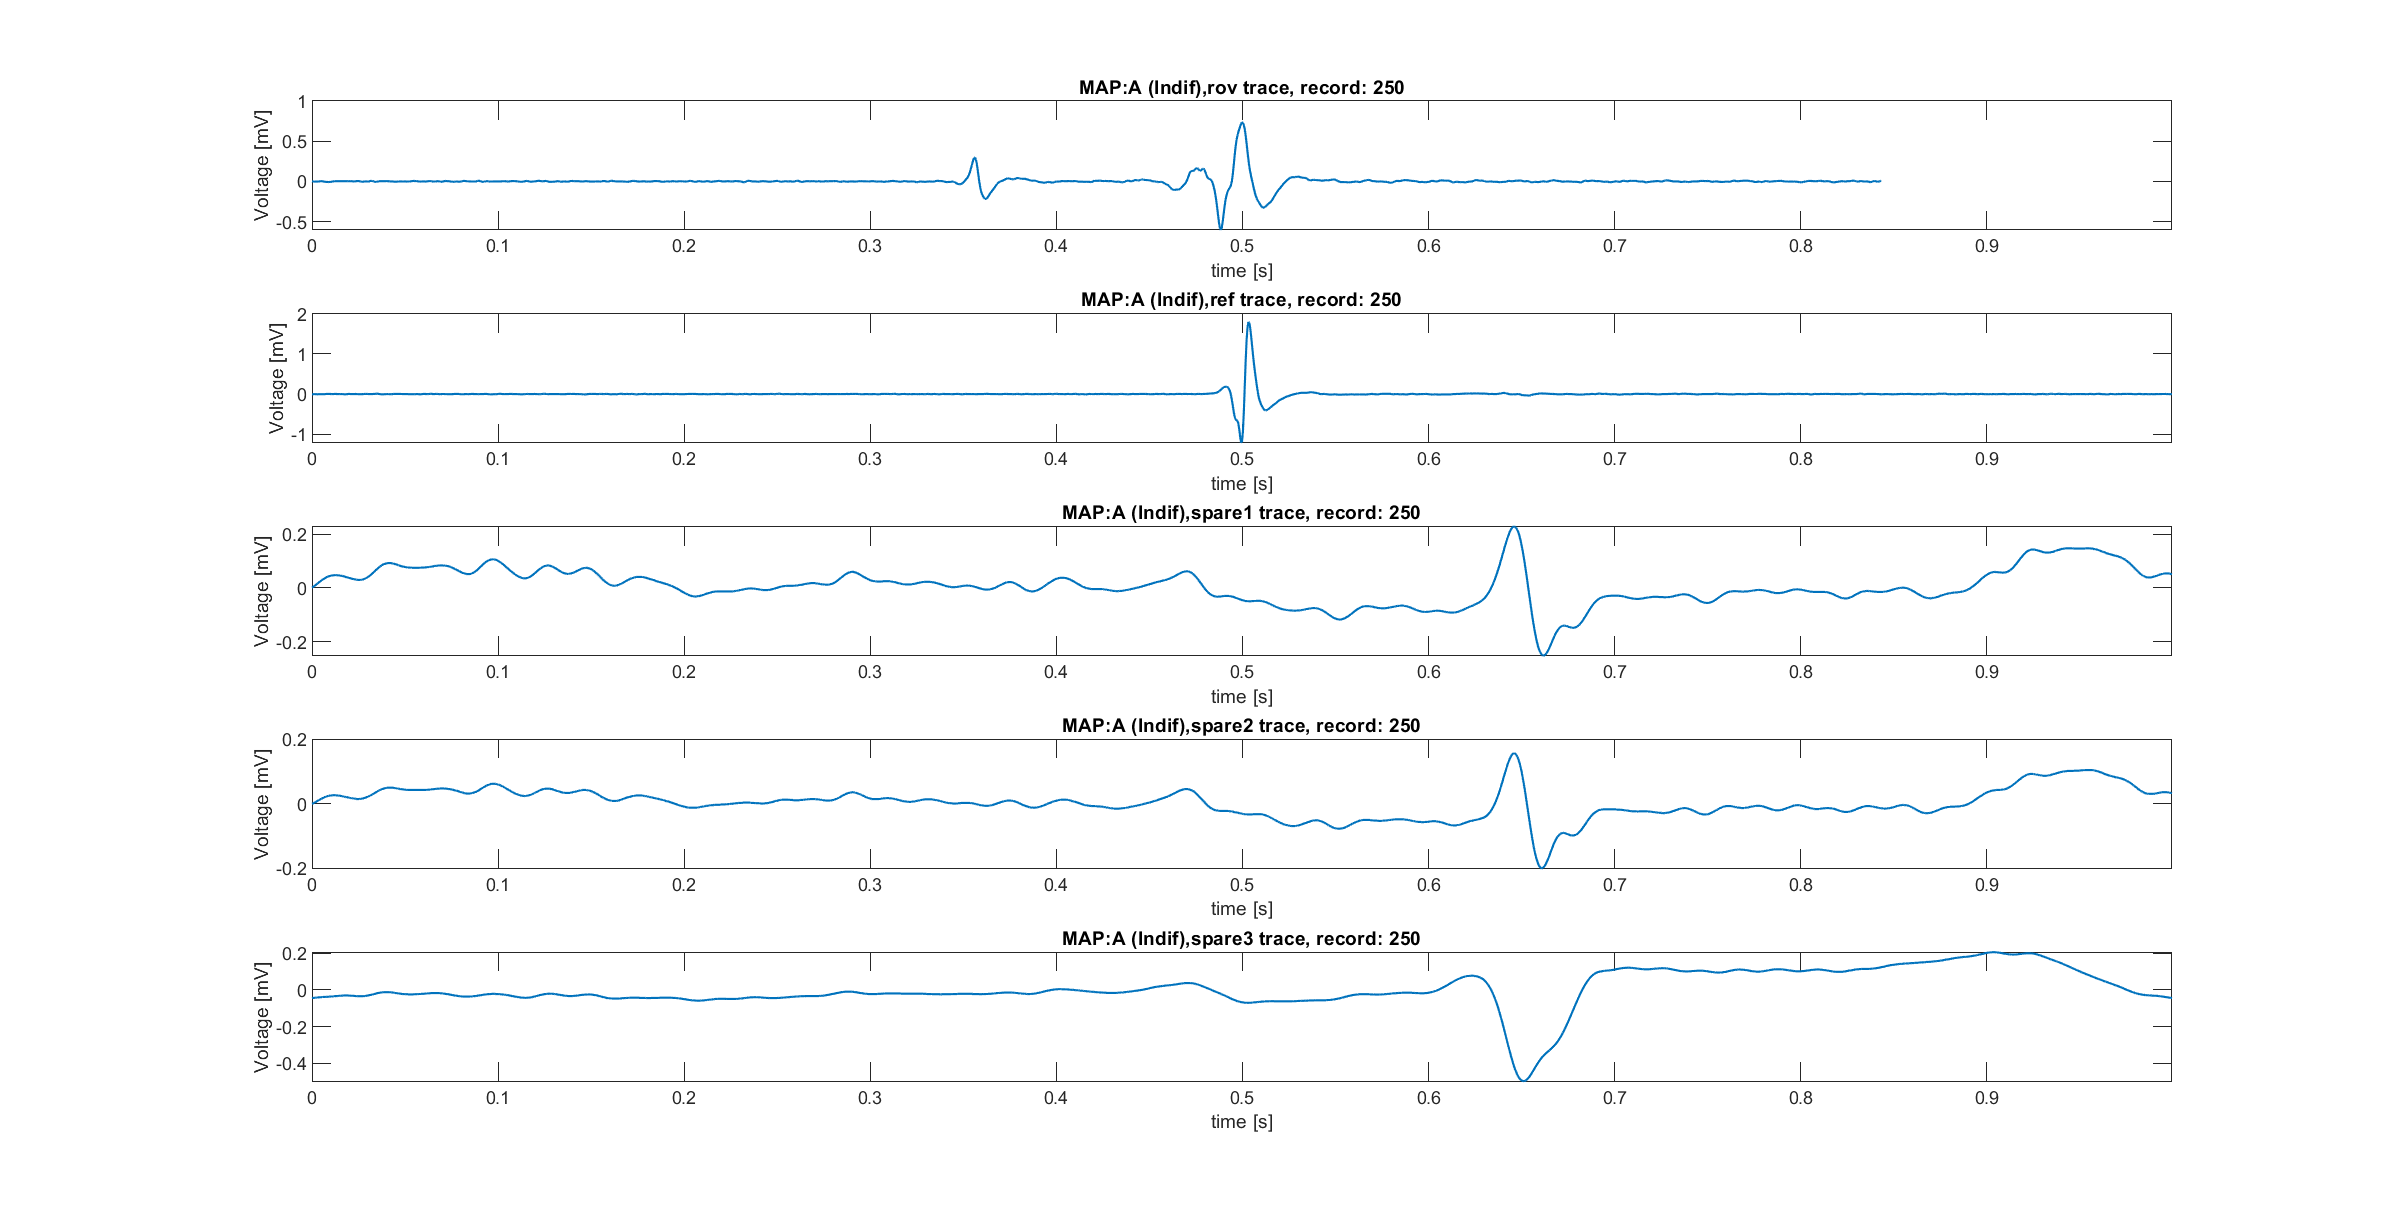 MAP:A (Indif),rov trace, record: 250
Voltage [mV]
1
0.5
0
-0.5
0 0.1 0.2 0.3 0.4 0.5 0.6 0.7 0.8 0.9
time [s]
MAP:A (Indif),ref trace, record: 250
Voltage [mV]
2
1
0
-1
0 0.1 0.2 0.3 0.4 0.5 0.6 0.7 0.8 0.9
time [s]
MAP:A (Indif),spare1 trace, record: 250
Voltage [mV]
0.2
0
-0.2
0 0.1 0.2 0.3 0.4 0.5 0.6 0.7 0.8 0.9
time [s]
MAP:A (Indif),spare2 trace, record: 250
Voltage [mV]
0.2
0
-0.2
0 0.1 0.2 0.3 0.4 0.5 0.6 0.7 0.8 0.9
time [s]
MAP:A (Indif),spare3 trace, record: 250
Voltage [mV]
0.2
0
-0.2
-0.4
0 0.1 0.2 0.3 0.4 0.5 0.6 0.7 0.8 0.9
time [s]